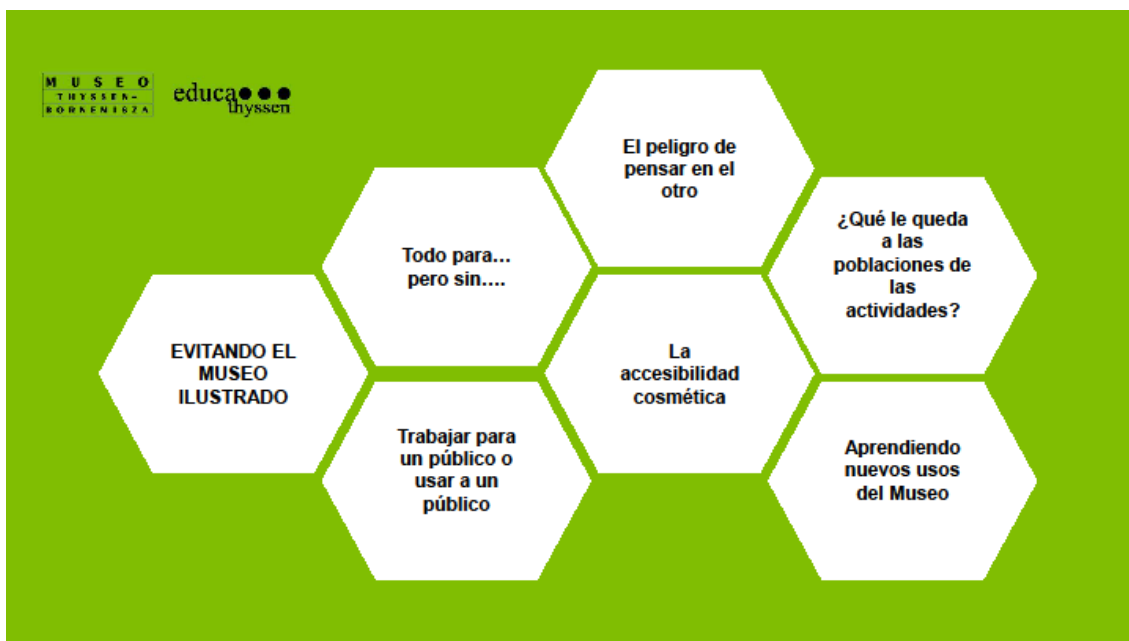 MUSEO
THYSSEN-
BORNEMISZA
educa
thyssen
El peligro de
pensar en el
otro
Todo para…
pero sin….
¿Qué le queda
a las
poblaciones de
las
actividades?
EVITANDO EL
MUSEO
ILUSTRADO
La
accesibilidad
cosmética
Trabajar para
un público o
usar a un
público
Aprendiendo
nuevos usos
del Museo